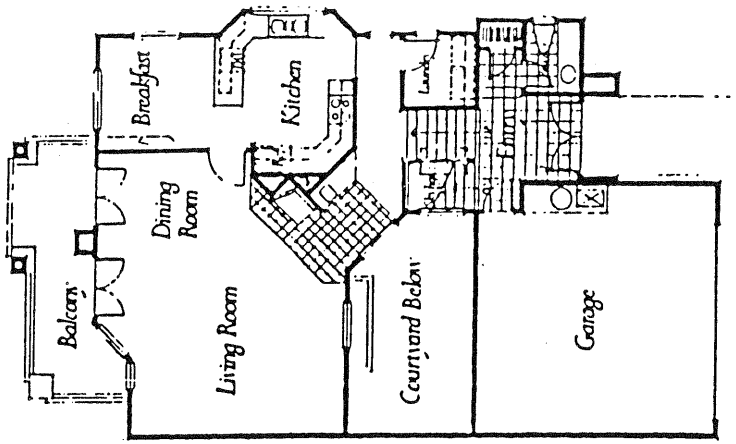 Breakfast
Kitchen
Entry
Dining
Room
Balcony
Living Room
Courtyard Below
Garage